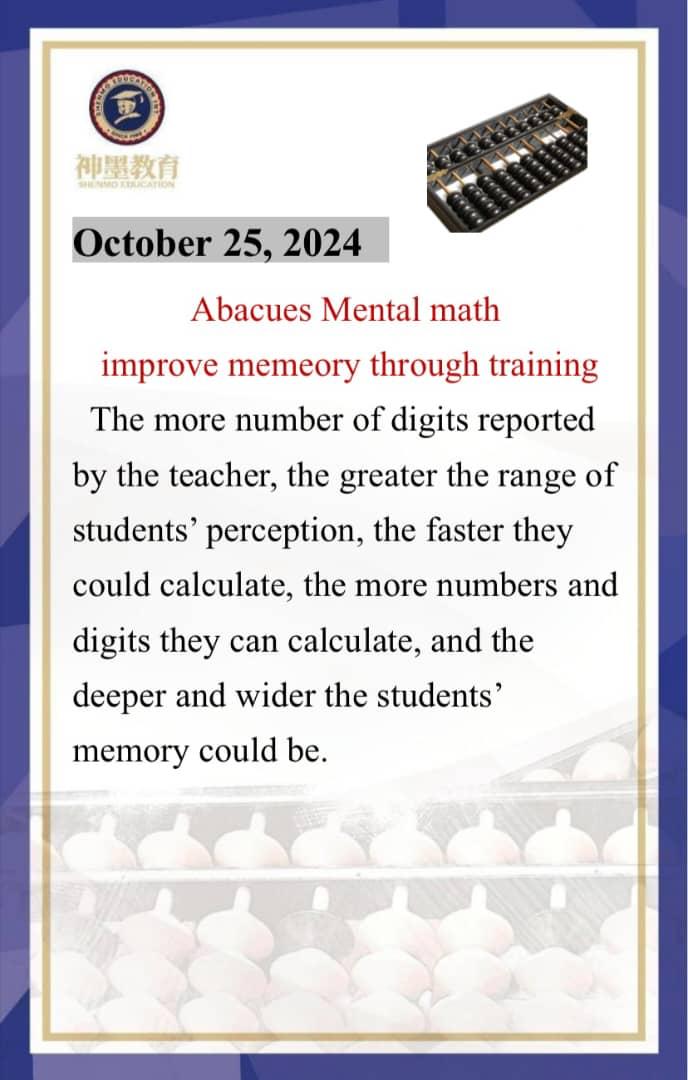 SHENMO EDUCATION INT
SINCE
神墨教育
SHENMO EDUCATION
October 25, 2024
Abacues Mental math
improve memeory through training
The more number of digits reported
by the teacher, the greater the range of
students’ perception, the faster they
could calculate, the more numbers and
digits they can calculate, and the
deeper and wider the students’
memory could be.